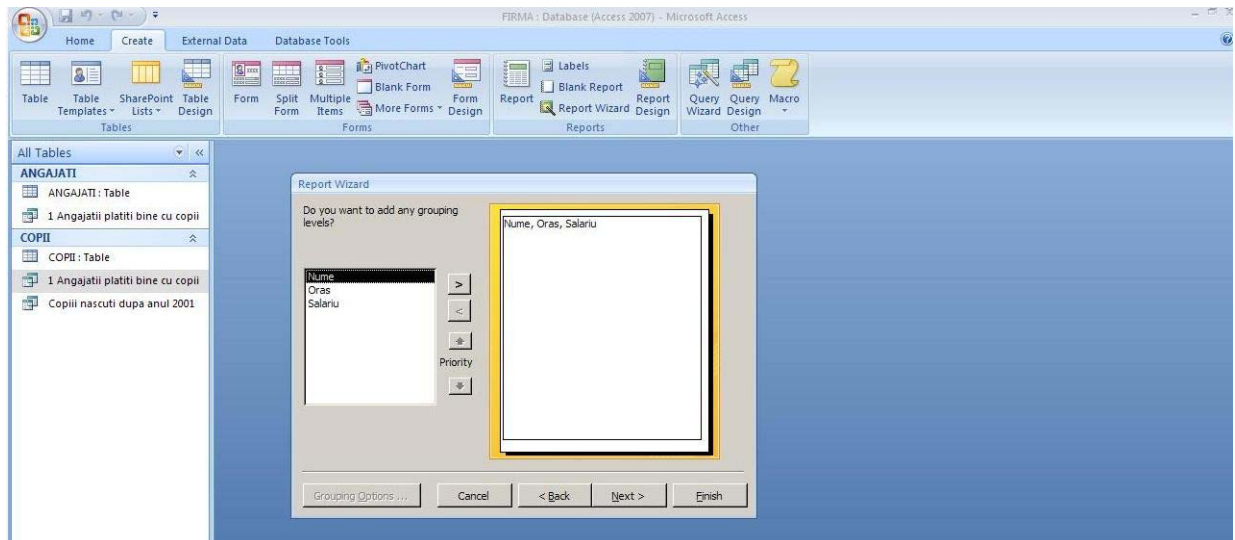 FIRMA : Database (Access 2007) - Microsoft Access
Home Create External Data Database Tools
Table
Table Templates
SharePoint Lists
Table Design
Tables
Form
Split Form
Multiple Items
PivotChart
Blank Form
More Forms
Form Design
Forms
Report
Labels
Blank Report
Report Wizard
Report Design
Reports
Query Wizard
Query Design
Macro
Other
All Tables
ANGAJATI
ANGAJATI : Table
1 Angajatii platiti bine cu copii
COPII
COPII : Table
1 Angajatii platiti bine cu copii
Copiii nascuti dupa anul 2001
Report Wizard
Do you want to add any grouping
levels?
Nume
Oras
Salariu
>
<
Priority
Nume, Oras, Salariu
Grouping Options ...
Cancel
< Back
Next >
Finish